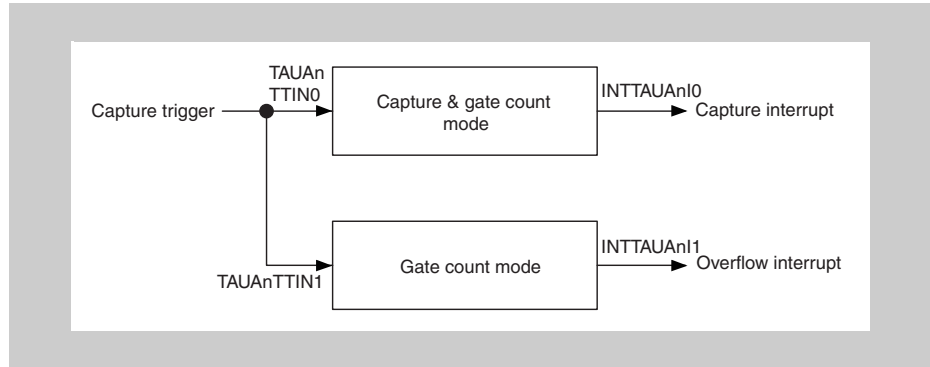 TAUAn
TTIN0
Capture trigger
Capture & gate count
mode
INTTAUAnI0
Capture interrupt
TAUAnTTIN1
Gate count mode
INTTAUAnI1
Overflow interrupt